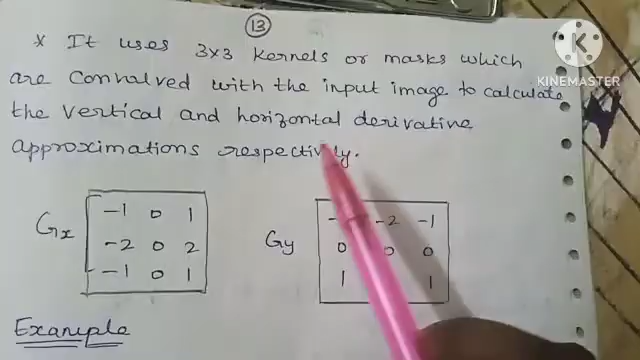 13
* It uses 3x3 kernels or masks which
are convolved with the input image to calculate
the vertical and horizontal derivative
approximations respectively.
Gx
-1 0 1
-2 0 2
-1 0 1
Gy
- -2 -1
0 0 0
1 1
Example
KINEMASTER